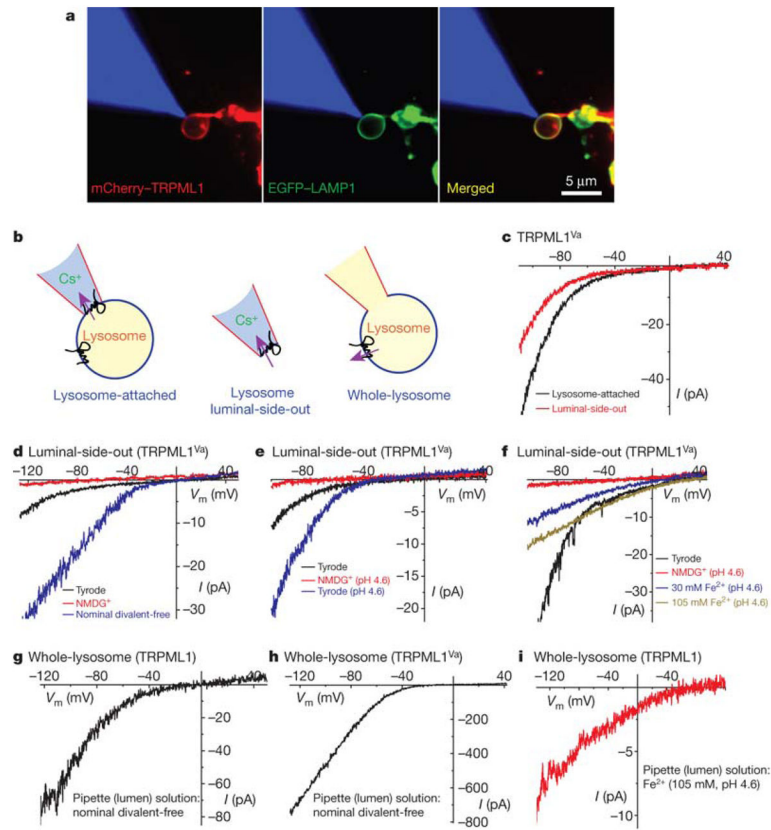 a
mCherry–TRPML1
EGFP–LAMP1
Merged
5 μm
b
Cs⁺
Lysosome
Lysosome-attached
Cs⁺
Lysosome
luminal-side-out
Lysosome
Whole-lysosome
c TRPML1ᵛᵃ
−80 −40 0 40
−20
−40
I (pA)
Lysosome-attached
Luminal-side-out
d Luminal-side-out (TRPML1ᵛᵃ)
−120 −80 −40 0 40
Vm (mV)
−10
−20
−30
I (pA)
Tyrode
NMDG⁺
Nominal divalent-free
e Luminal-side-out (TRPML1ᵛᵃ)
−80 −40 0 40
Vm (mV)
−5
−10
−15
−20
I (pA)
Tyrode
NMDG⁺ (pH 4.6)
Tyrode (pH 4.6)
f Luminal-side-out (TRPML1ᵛᵃ)
−80 −40 0 40
Vm (mV)
−10
−20
−30
I (pA)
Tyrode
NMDG⁺ (pH 4.6)
30 mM Fe²⁺ (pH 4.6)
105 mM Fe²⁺ (pH 4.6)
g Whole-lysosome (TRPML1)
−120 −80 −40 0 40
Vm (mV)
−20
−40
−60
−80
I (pA)
Pipette (lumen) solution:
nominal divalent-free
h Whole-lysosome (TRPML1ᵛᵃ)
−120 −80 −40 0 40
Vm (mV)
−200
−400
−600
−800
I (pA)
Pipette (lumen) solution:
nominal divalent-free
i Whole-lysosome (TRPML1)
−120 −80 −40 0 40
Vm (mV)
−5
−10
I (pA)
Pipette (lumen) solution:
Fe²⁺ (105 mM, pH 4.6)